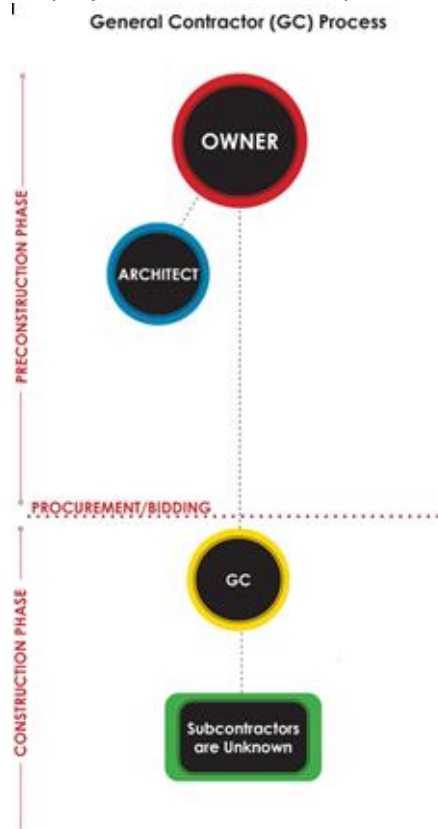 General Contractor (GC) Process
OWNER
ARCHITECT
PRECONSTRUCTION PHASE
PROCUREMENT/BIDDING
GC
CONSTRUCTION PHASE
Subcontractors
are Unknown